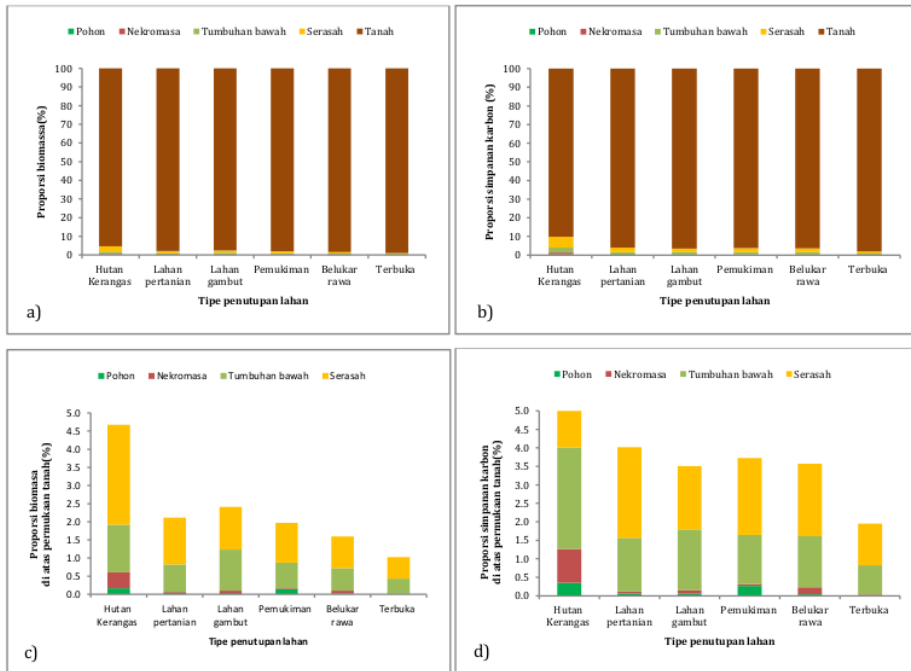 Pohon Nekromasa Tumbuhan bawah Serasah Tanah
Proporsi biomassa(%)
100
90
80
70
60
50
40
30
20
10
0
Hutan Kerangas
Lahan pertanian
Lahan gambut
Pemukiman
Belukar rawa
Terbuka
Tipe penutupan lahan
a)
Pohon Nekromasa Tumbuhan bawah Serasah Tanah
Proporsi simpanan karbon (%)
100
90
80
70
60
50
40
30
20
10
0
Hutan Kerangas
Lahan pertanian
Lahan gambut
Pemukiman
Belukar rawa
Terbuka
Tipe penutupan lahan
b)
Pohon Nekromasa Tumbuhan bawah Serasah
Proporsi biomasa
di atas permukaan tanah(%)
5.0
4.5
4.0
3.5
3.0
2.5
2.0
1.5
1.0
0.5
0.0
Hutan Kerangas
Lahan pertanian
Lahan gambut
Pemukiman
Belukar rawa
Terbuka
Tipe penutupan lahan
c)
Pohon Nekromasa Tumbuhan bawah Serasah
Proporsi simpanan karbon
di atas permukaan tanah(%)
5.0
4.5
4.0
3.5
3.0
2.5
2.0
1.5
1.0
0.5
0.0
Hutan Kerangas
Lahan pertanian
Lahan gambut
Pemukiman
Belukar rawa
Terbuka
Tipe penutupan lahan
d)